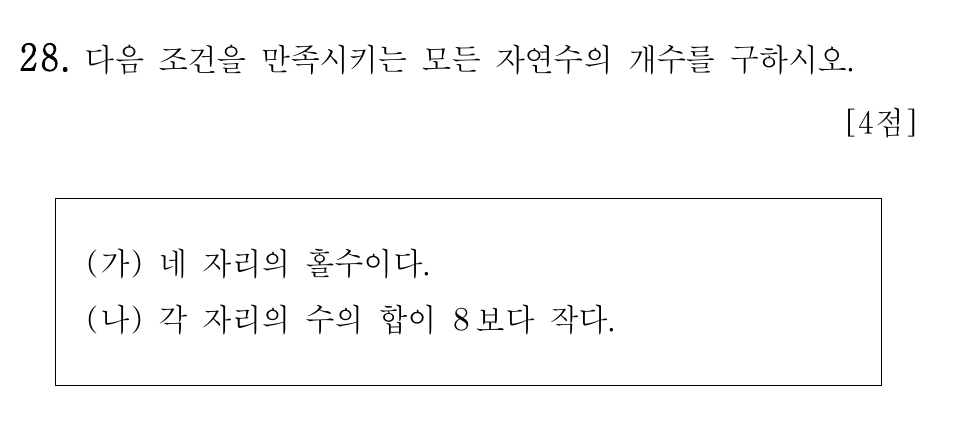 28. 다음 조건을 만족시키는 모든 자연수의 개수를 구하시오.
[4점]
(가) 네 자리의 홀수이다.
(나) 각 자리의 수의 합이 8보다 작다.